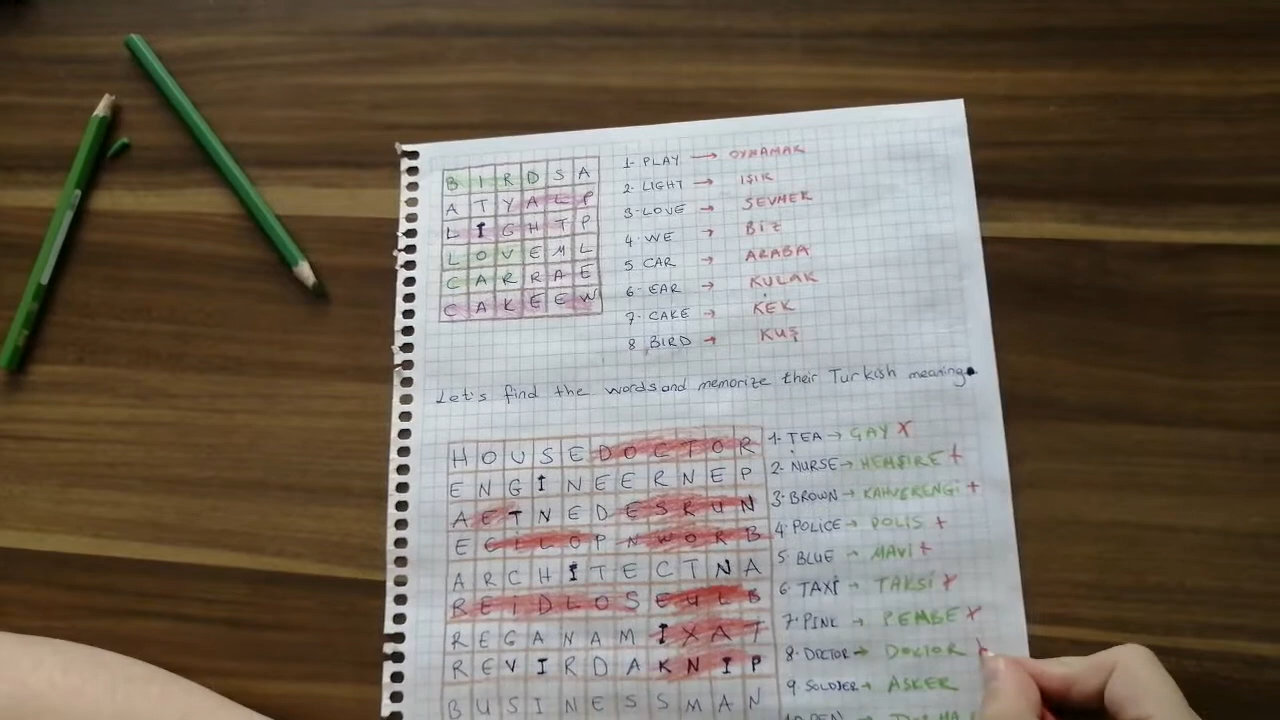 B I R D S A
A T Y A L P
L I G H T P
L O V E M L
C A R R A E
C A K E E W
1- PLAY → OYNAMAK
2- LIGHT → IŞIK
3- LOVE → SEVMEK
4- WE → BİZ
5 CAR → ARABA
6- EAR → KULAK
7- CAKE → KEK
8 BIRD → KUŞ
Let's find the words and memorize their Turkish meaning.
H O U S E D O C T O R
E N G I N E E R N E P
A E T N E D E S R U N
E C I L O P N W O R B
A R C H I T E C T N A
R E I D L O S E U L B
R E G A N A M I X A T
R E V I R D A K N I P
B U S I N E S S M A N
1- TEA → ÇAY X
2- NURSE → HEMŞİRE +
3- BROWN → KAHVERENGİ +
4- POLICE → POLİS +
5- BLUE → MAVİ +
6- TAXİ → TAKSİ X
7- PINK → PEMBE X
8- DOCTOR → DOKTOR
9 SOLDIER → ASKER